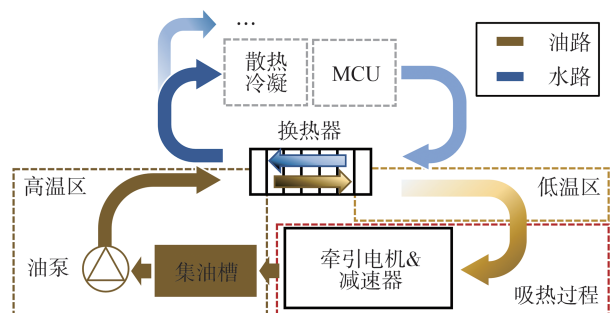 …
散热
冷凝
MCU
油路
水路
换热器
高温区
低温区
油泵
集油槽
牵引电机&
减速器
吸热过程